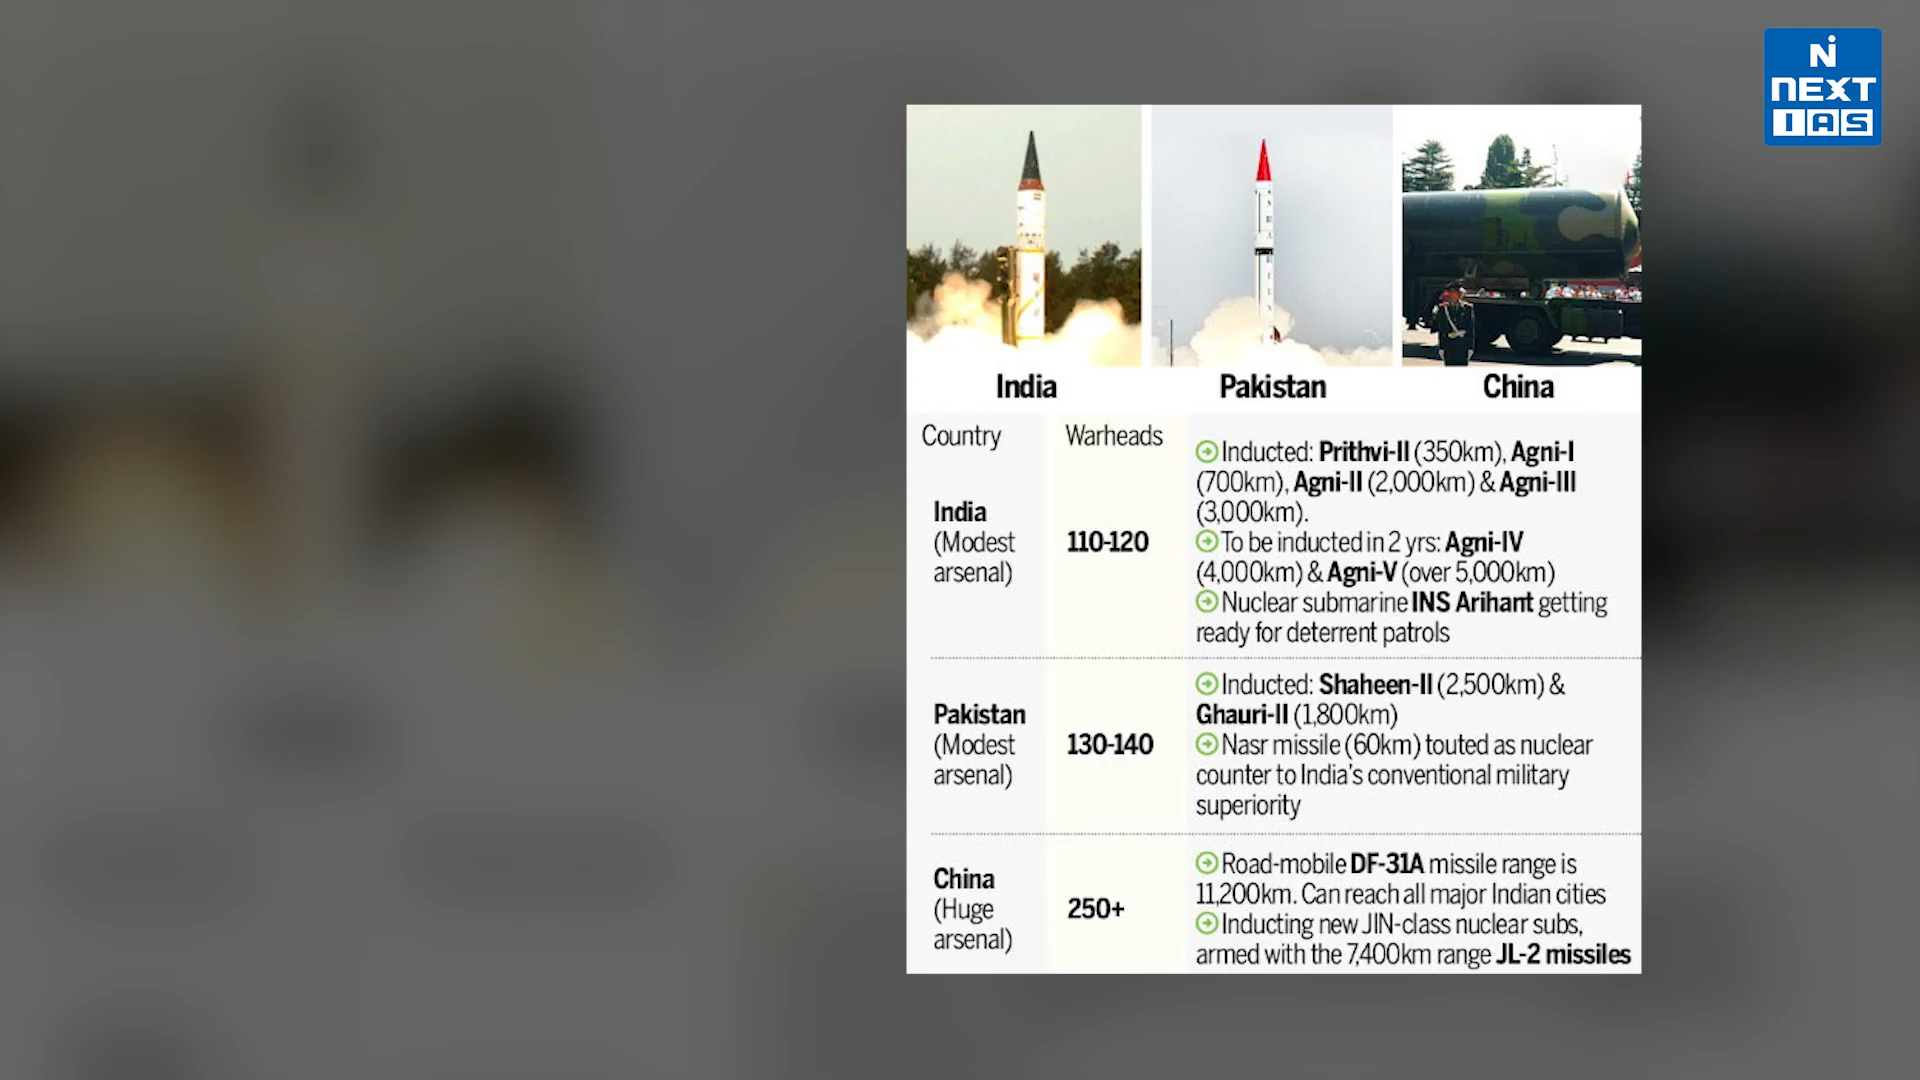 NEXT
IAS
India
Pakistan
China
Country
Warheads
India
(Modest
arsenal)
110-120
Inducted: Prithvi-II (350km), Agni-I
(700km), Agni-II (2,000km) & Agni-III
(3,000km).
To be inducted in 2 yrs: Agni-IV
(4,000km) & Agni-V (over 5,000km)
Nuclear submarine INS Arihant getting
ready for deterrent patrols
Pakistan
(Modest
arsenal)
130-140
Inducted: Shaheen-II (2,500km) &
Ghauri-II (1,800km)
Nasr missile (60km) touted as nuclear
counter to India's conventional military
superiority
China
(Huge
arsenal)
250+
Road-mobile DF-31A missile range is
11,200km. Can reach all major Indian cities
Inducting new JIN-class nuclear subs,
armed with the 7,400km range JL-2 missiles